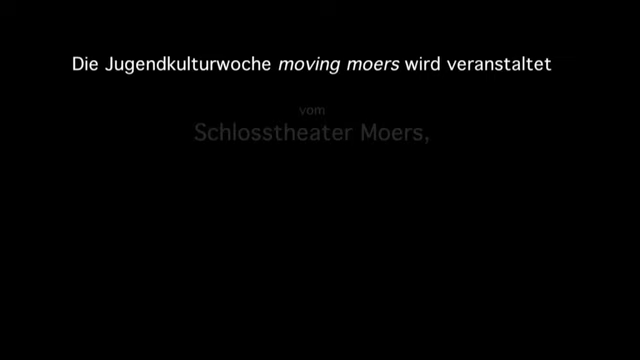 Die Jugendkulturwoche moving moers wird veranstaltet
vom
Schlosstheater Moers,